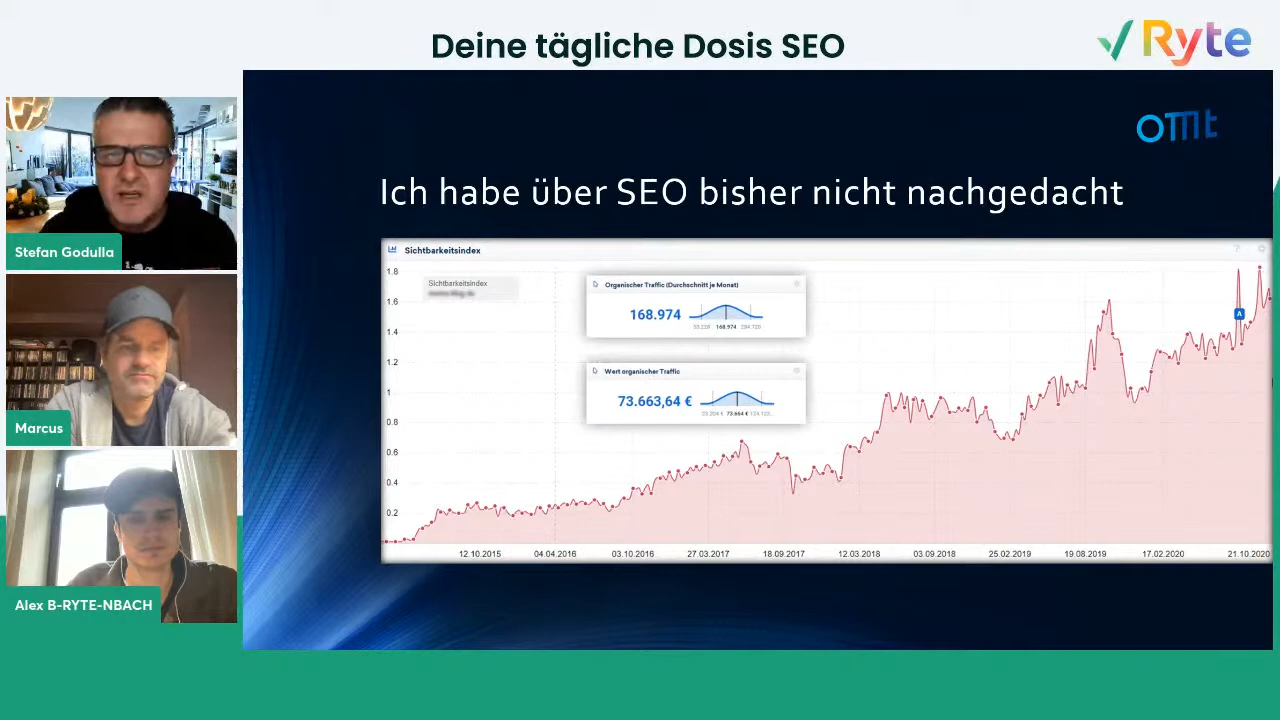 Deine tägliche Dosis SEO
Ryte
omt
Stefan Godulla
Marcus
Alex B-RYTE-NBACH
Ich habe über SEO bisher nicht nachgedacht
Sichtbarkeitsindex
Sichtbarkeitsindex
Organischer Traffic (Durchschnitt je Monat)
168.974
168.974
Wert organischer Traffic
73.663,64 €
73.664 €
A
1.8
1.6
1.4
1.2
1
0.8
0.6
0.4
0.2
12.10.2015 04.04.2016 03.10.2016 27.03.2017 18.09.2017 12.03.2018 03.09.2018 25.02.2019 19.08.2019 17.02.2020 21.10.2020